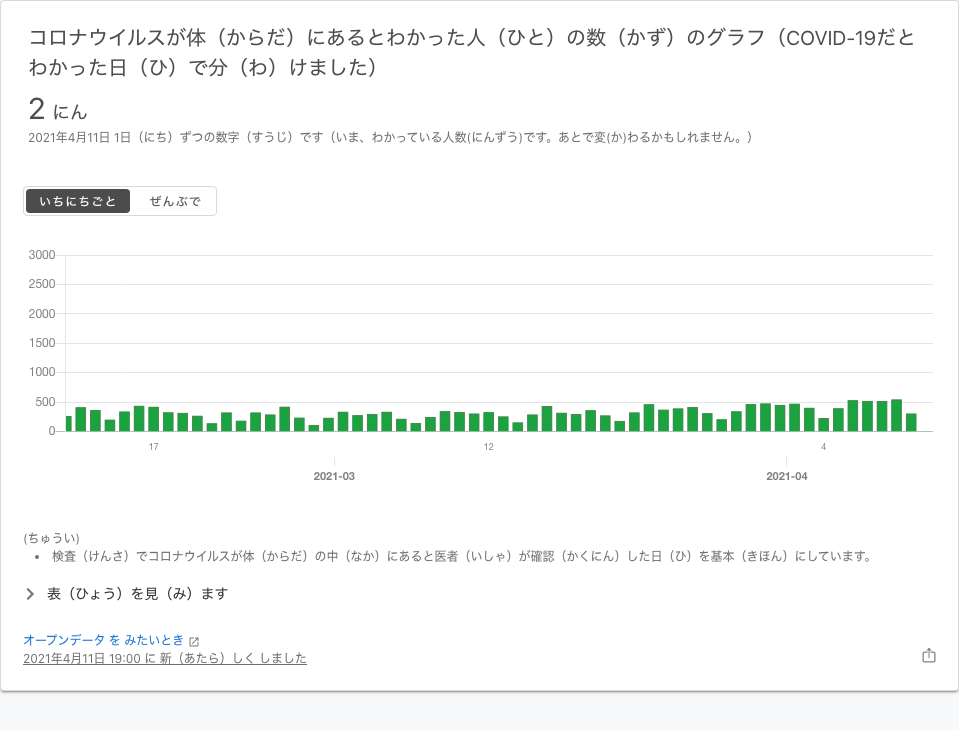 コロナウイルスが体（からだ）にあるとわかった人（ひと）の数（かず）のグラフ（COVID-19だと
わかった日（ひ）で分（わ）けました）
2 にん
2021年4月11日 1日（にち）ずつの数字（すうじ）です（いま、わかっている人数(にんずう)です。あとで変(か)わるかもしれません。）
いちにちごと ぜんぶで
3000
2500
2000
1500
1000
500
0
17 12 4
2021-03 2021-04
(ちゅうい)
• 検査（けんさ）でコロナウイルスが体（からだ）の中（なか）にあると医者（いしゃ）が確認（かくにん）した日（ひ）を基本（きほん）にしています。
表（ひょう）を見（み）ます
オープンデータ を みたいとき
2021年4月11日 19:00 に 新（あたら）しく しました